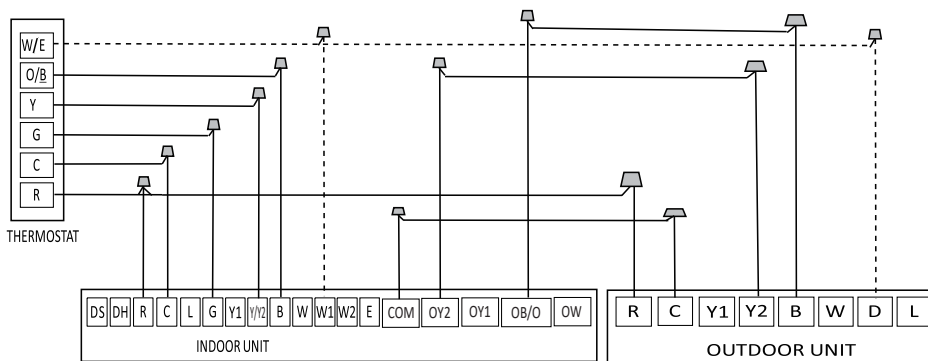 W/E
O/B
Y
G
C
R
THERMOSTAT
DS DH R C L G Y1 Y/Y2 B W W1 W2 E COM OY2 OY1 OB/O OW
INDOOR UNIT
R C Y1 Y2 B W D L
OUTDOOR UNIT